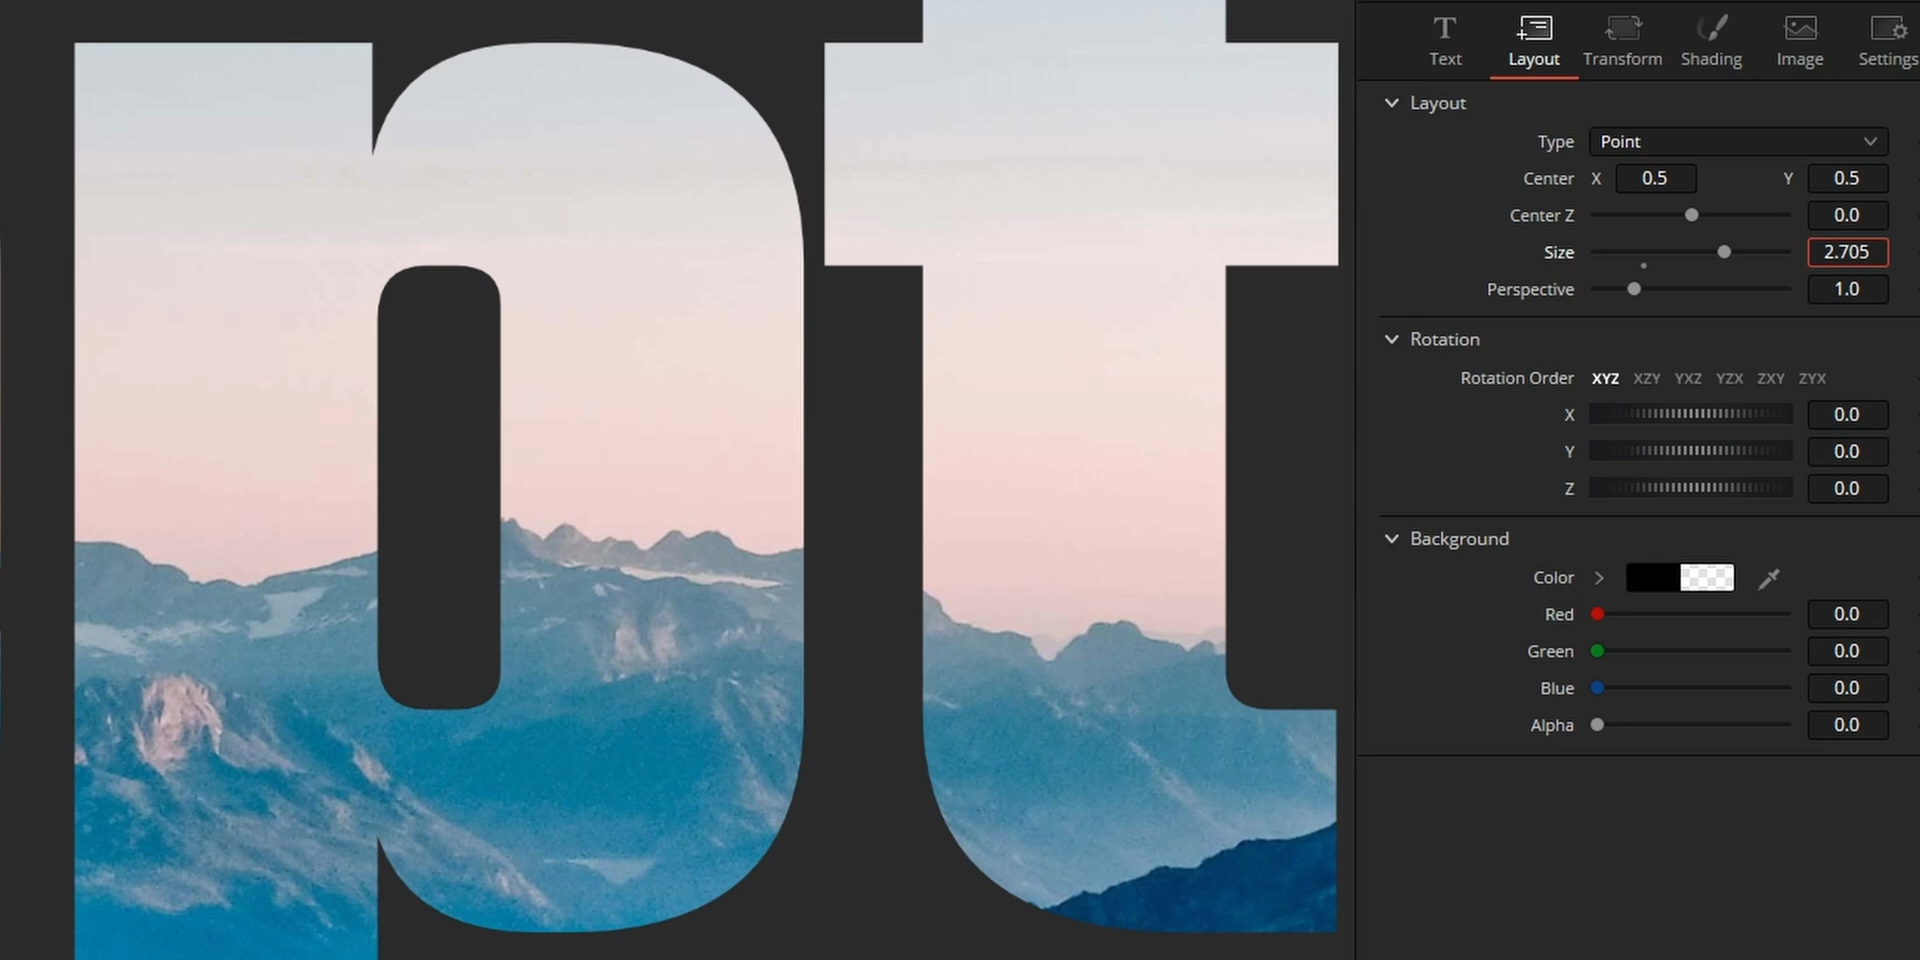 pt
Text Layout Transform Shading Image Settings
Layout
Type Point
Center X 0.5 Y 0.5
Center Z 0.0
Size 2.705
Perspective 1.0
Rotation
Rotation Order XYZ XZY YXZ YZX ZXY ZYX
X 0.0
Y 0.0
Z 0.0
Background
Color
Red 0.0
Green 0.0
Blue 0.0
Alpha 0.0